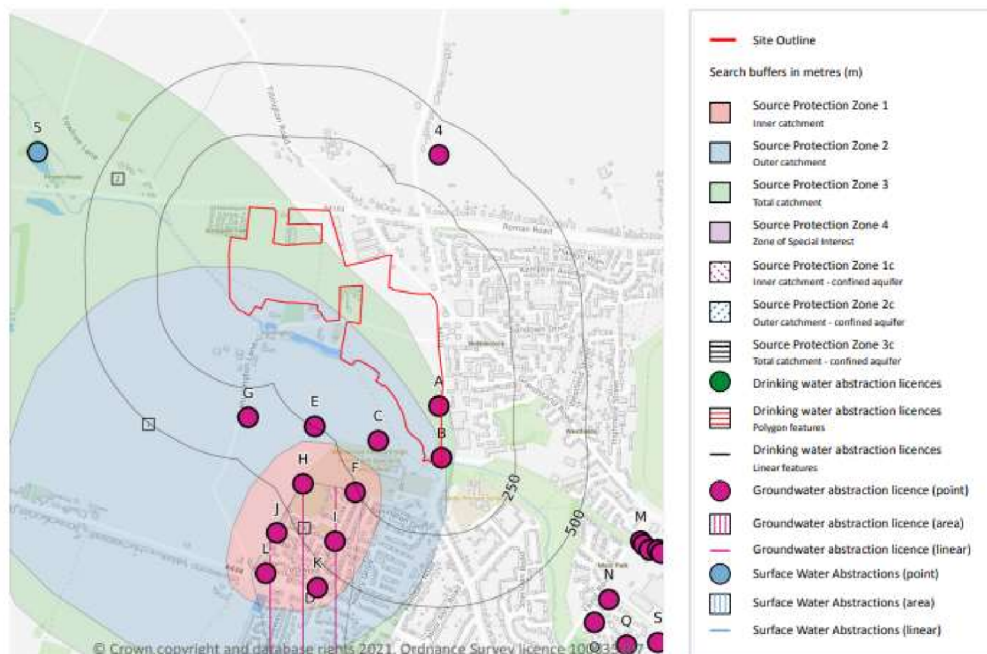 5
4
Tillington Road
Towtree Lane
Roman Road
A
B
C
E
F
G
H
I
J
K
L
D
M
N
O
Q
S
250
500
© Crown copyright and database rights 2021. Ordnance Survey licence
Site Outline
Search buffers in metres (m)
Source Protection Zone 1
Inner catchment
Source Protection Zone 2
Outer catchment
Source Protection Zone 3
Total catchment
Source Protection Zone 4
Zone of Special Interest
Source Protection Zone 1c
Inner catchment - confined aquifer
Source Protection Zone 2c
Outer catchment - confined aquifer
Source Protection Zone 3c
Total catchment - confined aquifer
Drinking water abstraction licences
Drinking water abstraction licences
Polygon features
Drinking water abstraction licences
Linear features
Groundwater abstraction licence (point)
Groundwater abstraction licence (area)
Groundwater abstraction licence (linear)
Surface Water Abstractions (point)
Surface Water Abstractions (area)
Surface Water Abstractions (linear)